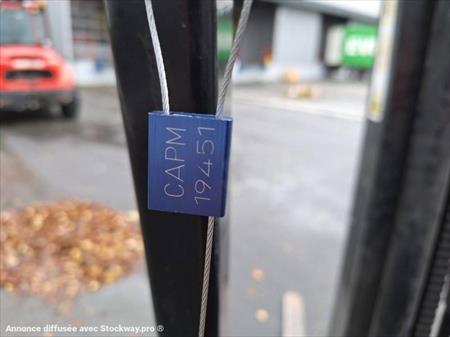 CAPM
19451
Annonce diffusée avec Stockway.pro ®